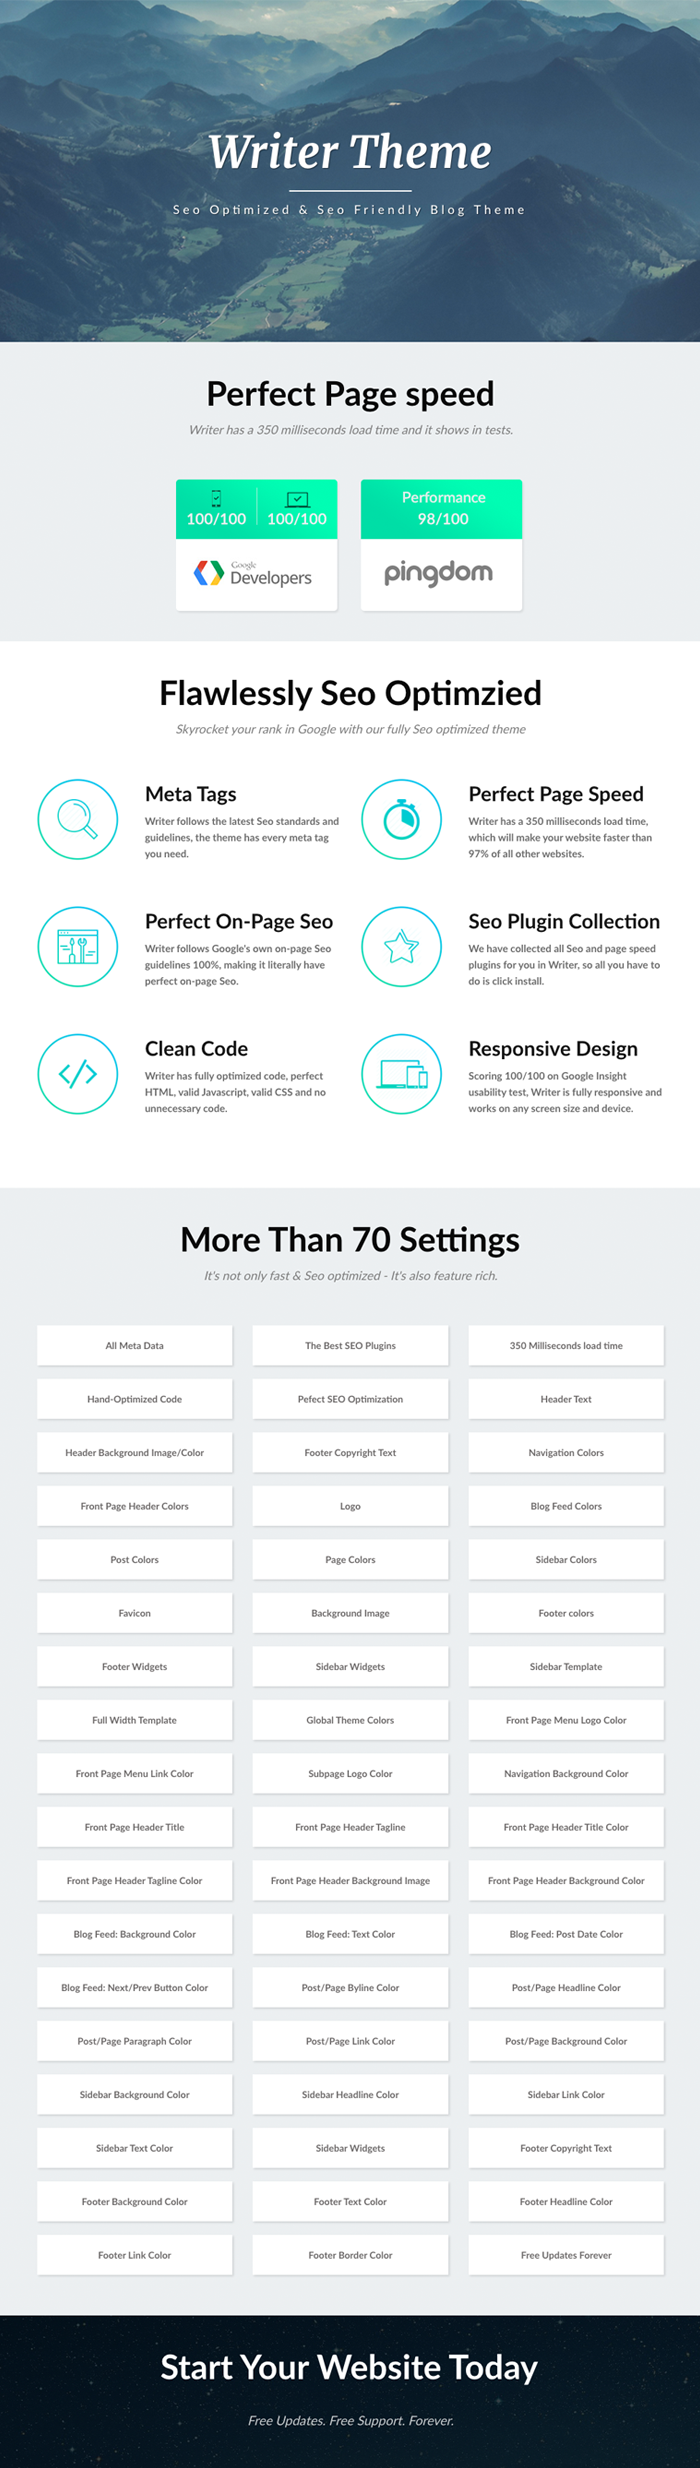 Writer Theme
Seo Optimized & Seo Friendly Blog Theme
Perfect Page speed
Writer has a 350 milliseconds load time and it shows in tests.
100/100 100/100
Google
Developers
Performance
98/100
pingdom
Flawlessly Seo Optimzied
Skyrocket your rank in Google with our fully Seo optimized theme
Meta Tags
Writer follows the latest Seo standards and
guidelines, the theme has every meta tag
you need.
Perfect Page Speed
Writer has a 350 milliseconds load time,
which will make your website faster than
97% of all other websites.
Perfect On-Page Seo
Writer follows Google's own on-page Seo
guidelines 100%, making it literally have
perfect on-page Seo.
Seo Plugin Collection
We have collected all Seo and page speed
plugins for you in Writer, so all you have to
do is click install.
Clean Code
Writer has fully optimized code, perfect
HTML, valid Javascript, valid CSS and no
unnecessary code.
Responsive Design
Scoring 100/100 on Google Insight
usability test, Writer is fully responsive and
works on any screen size and device.
More Than 70 Settings
It's not only fast & Seo optimized - It's also feature rich.
All Meta Data
The Best SEO Plugins
350 Milliseconds load time
Hand-Optimized Code
Pefect SEO Optimization
Header Text
Header Background Image/Color
Footer Copyright Text
Navigation Colors
Front Page Header Colors
Logo
Blog Feed Colors
Post Colors
Page Colors
Sidebar Colors
Favicon
Background Image
Footer colors
Footer Widgets
Sidebar Widgets
Sidebar Template
Full Width Template
Global Theme Colors
Front Page Menu Logo Color
Front Page Menu Link Color
Subpage Logo Color
Navigation Background Color
Front Page Header Title
Front Page Header Tagline
Front Page Header Title Color
Front Page Header Tagline Color
Front Page Header Background Image
Front Page Header Background Color
Blog Feed: Background Color
Blog Feed: Text Color
Blog Feed: Post Date Color
Blog Feed: Next/Prev Button Color
Post/Page Byline Color
Post/Page Headline Color
Post/Page Paragraph Color
Post/Page Link Color
Post/Page Background Color
Sidebar Background Color
Sidebar Headline Color
Sidebar Link Color
Sidebar Text Color
Sidebar Widgets
Footer Copyright Text
Footer Background Color
Footer Text Color
Footer Headline Color
Footer Link Color
Footer Border Color
Free Updates Forever
Start Your Website Today
Free Updates. Free Support. Forever.